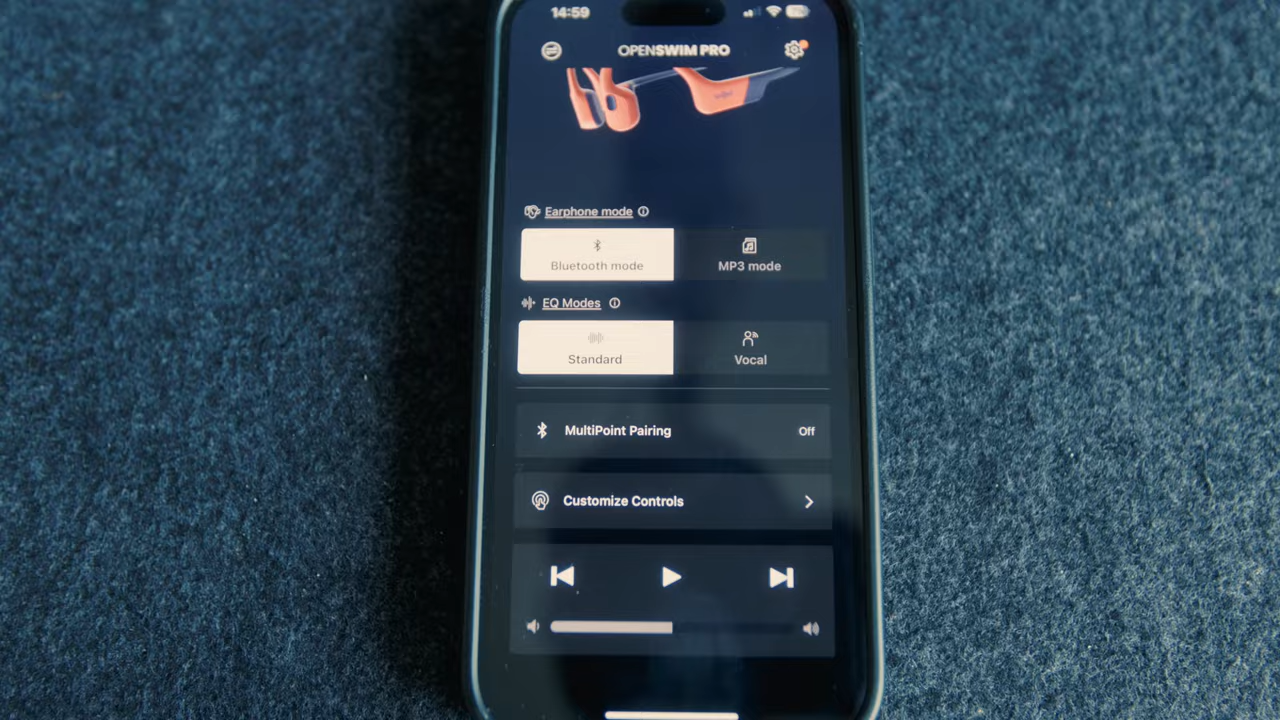 14:59
OPENSWIM PRO
Earphone mode
Bluetooth mode
MP3 mode
EQ Modes
Standard
Vocal
MultiPoint Pairing
Off
Customize Controls